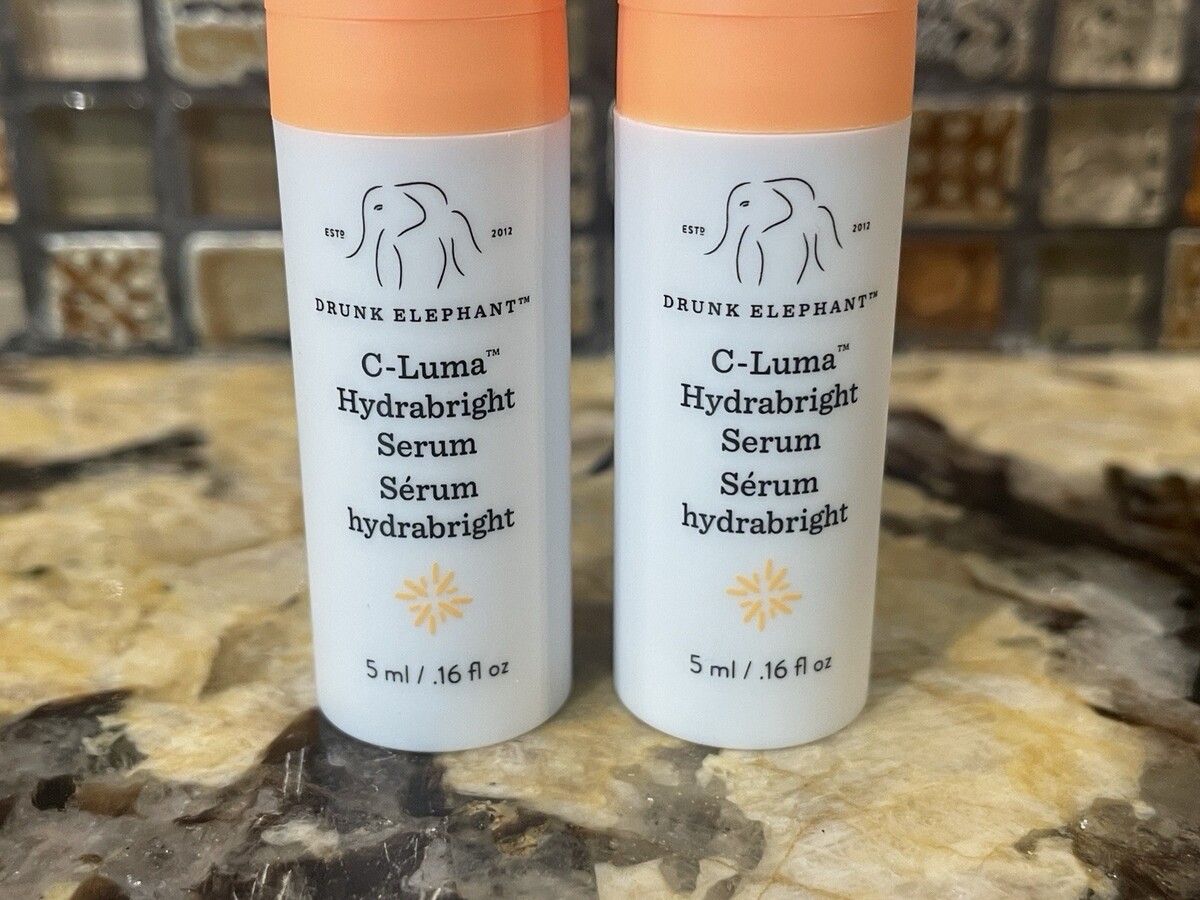 ESTD 2012
DRUNK ELEPHANT™
C-Luma™
Hydrabright
Serum
Sérum
hydrabright
5 ml / .16 fl oz
ESTD 2012
DRUNK ELEPHANT™
C-Luma™
Hydrabright
Serum
Sérum
hydrabright
5 ml / .16 fl oz